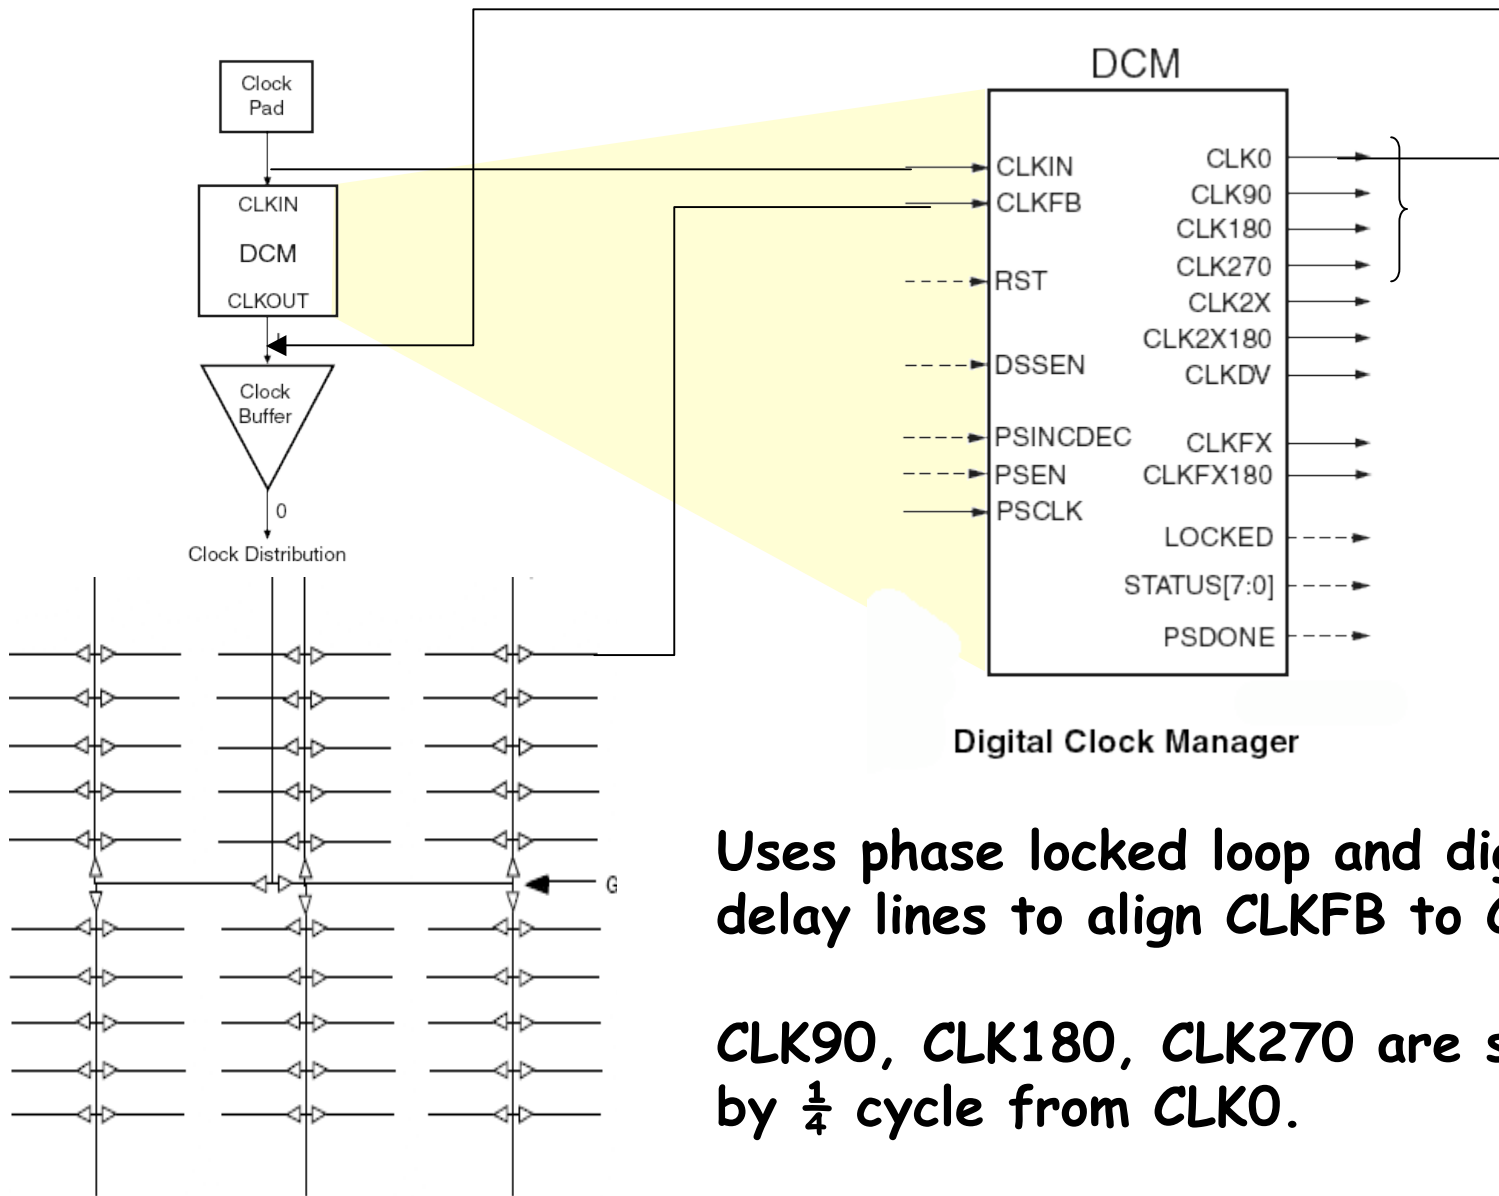 Clock
Pad
CLKIN
DCM
CLKOUT
Clock
Buffer
0
Clock Distribution
G
DCM
CLKIN
CLKFB
RST
DSSEN
PSINCDEC
PSEN
PSCLK
CLK0
CLK90
CLK180
CLK270
CLK2X
CLK2X180
CLKDV
CLKFX
CLKFX180
LOCKED
STATUS[7:0]
PSDONE
Digital Clock Manager
Uses phase locked loop and
delay lines to align CLKFB to
CLK90, CLK180, CLK270 are
by ¼ cycle from CLK0.